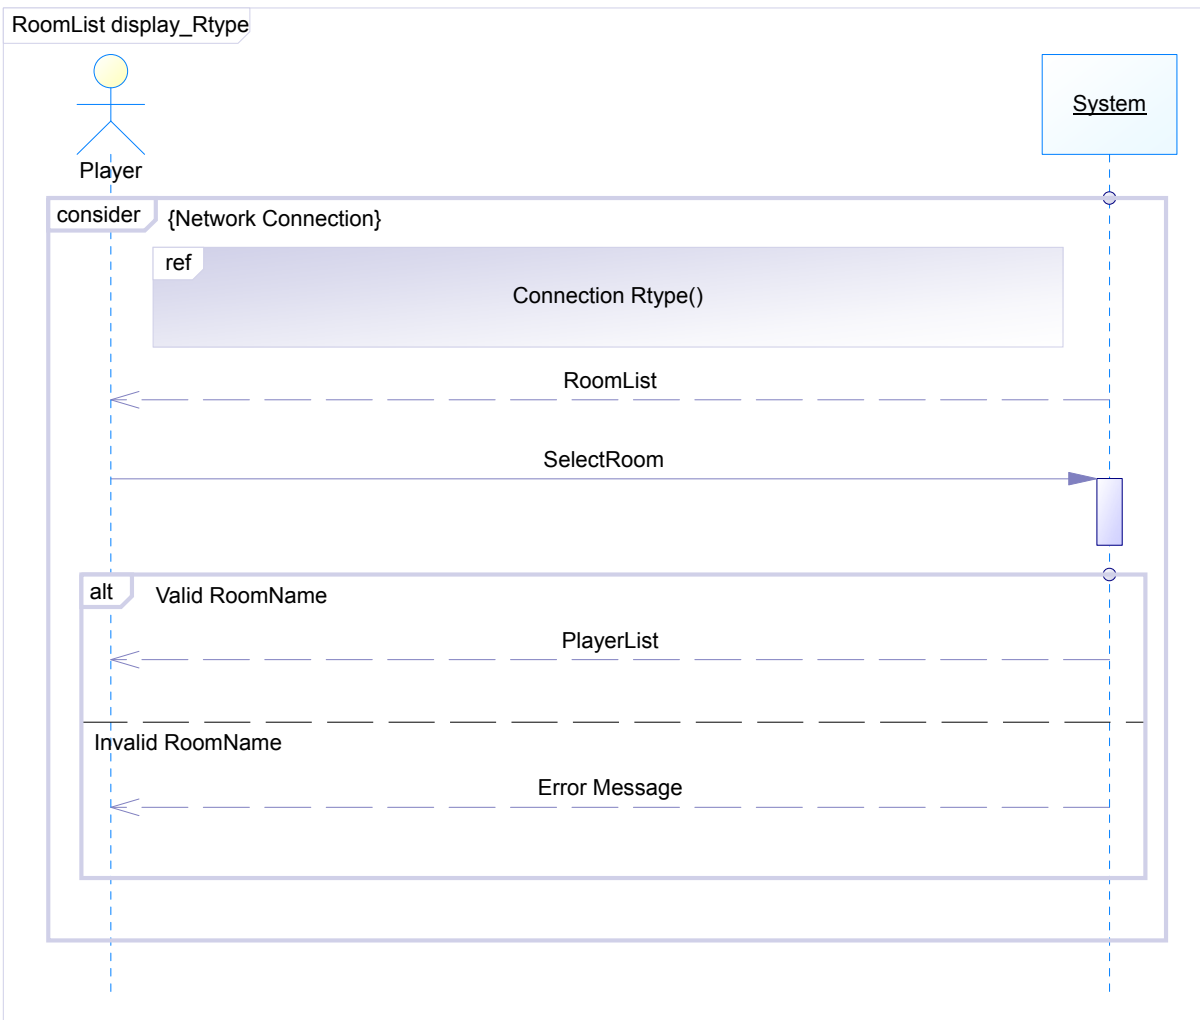 RoomList display_Rtype
System
Player
consider
{Network Connection}
ref
Connection Rtype()
RoomList
SelectRoom
alt
Valid RoomName
PlayerList
Invalid RoomName
Error Message